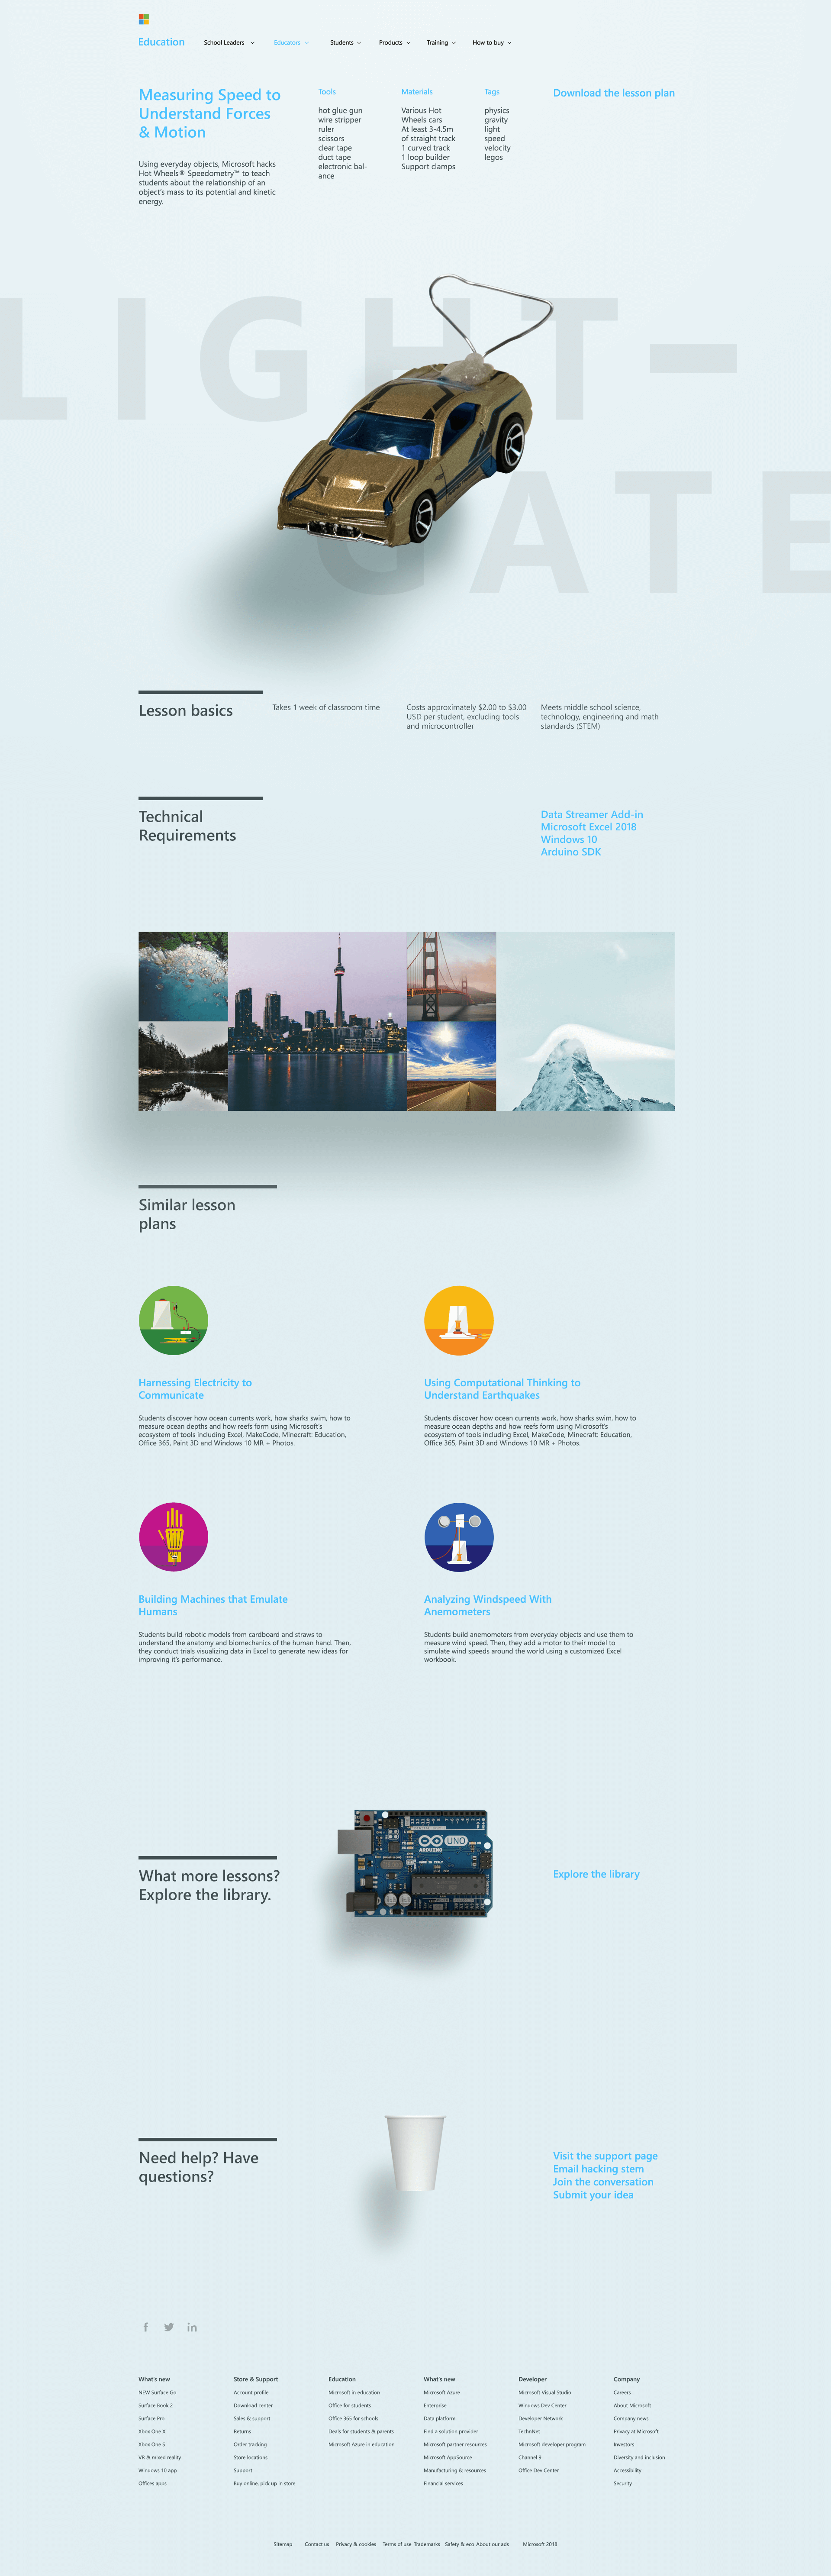 Education
School Leaders
Educators
Students
Products
Training
How to buy
Measuring Speed to
Understand Forces
& Motion
Using everyday objects, Microsoft hacks
Hot Wheels® Speedometry™ to teach
students about the relationship of an
object's mass to its potential and kinetic
energy.
Tools
hot glue gun
wire stripper
ruler
scissors
clear tape
duct tape
electronic bal-
ance
Materials
Various Hot
Wheels cars
At least 3-4.5m
of straight track
1 curved track
1 loop builder
Support clamps
Tags
physics
gravity
light
speed
velocity
legos
Download the lesson plan
LIGHT-
GATE
Lesson basics
Takes 1 week of classroom time
Costs approximately $2.00 to $3.00
USD per student, excluding tools
and microcontroller
Meets middle school science,
technology, engineering and math
standards (STEM)
Technical
Requirements
Data Streamer Add-in
Microsoft Excel 2018
Windows 10
Arduino SDK
Similar lesson
plans
Harnessing Electricity to
Communicate
Students discover how ocean currents work, how sharks swim, how to
measure ocean depths and how reefs form using Microsoft's
ecosystem of tools including Excel, MakeCode, Minecraft: Education,
Office 365, Paint 3D and Windows 10 MR + Photos.
Using Computational Thinking to
Understand Earthquakes
Students discover how ocean currents work, how sharks swim, how to
measure ocean depths and how reefs form using Microsoft's
ecosystem of tools including Excel, MakeCode, Minecraft: Education,
Office 365, Paint 3D and Windows 10 MR + Photos.
Building Machines that Emulate
Humans
Students build robotic models from cardboard and straws to
understand the anatomy and biomechanics of the human hand. Then,
they conduct trials visualizing data in Excel to generate new ideas for
improving it's performance.
Analyzing Windspeed With
Anemometers
Students build anemometers from everyday objects and use them to
measure wind speed. Then, they add a motor to their model to
simulate wind speeds around the world using a customized Excel
workbook.
What more lessons?
Explore the library.
UNO
ARDUINO
Explore the library
Need help? Have
questions?
Visit the support page
Email hacking stem
Join the conversation
Submit your idea
What's new
NEW Surface Go
Surface Book 2
Surface Pro
Xbox One X
Xbox One S
VR & mixed reality
Windows 10 app
Offices apps
Store & Support
Account profile
Download center
Sales & support
Returns
Order tracking
Store locations
Support
Buy online, pick up in store
Education
Microsoft in education
Office for students
Office 365 for schools
Deals for students & parents
Microsoft Azure in education
What's new
Microsoft Azure
Enterprise
Data platform
Find a solution provider
Microsoft partner resources
Microsoft AppSource
Manufacturing & resources
Financial services
Developer
Microsoft Visual Studio
Windows Dev Center
Developer Network
TechnNet
Microsoft developer program
Channel 9
Office Dev Center
Company
Careers
About Microsoft
Company news
Privacy at Microsoft
Investors
Diversity and inclusion
Accessibility
Security
Sitemap
Contact us
Privacy & cookies
Terms of use
Trademarks
Safety & eco
About our ads
Microsoft 2018